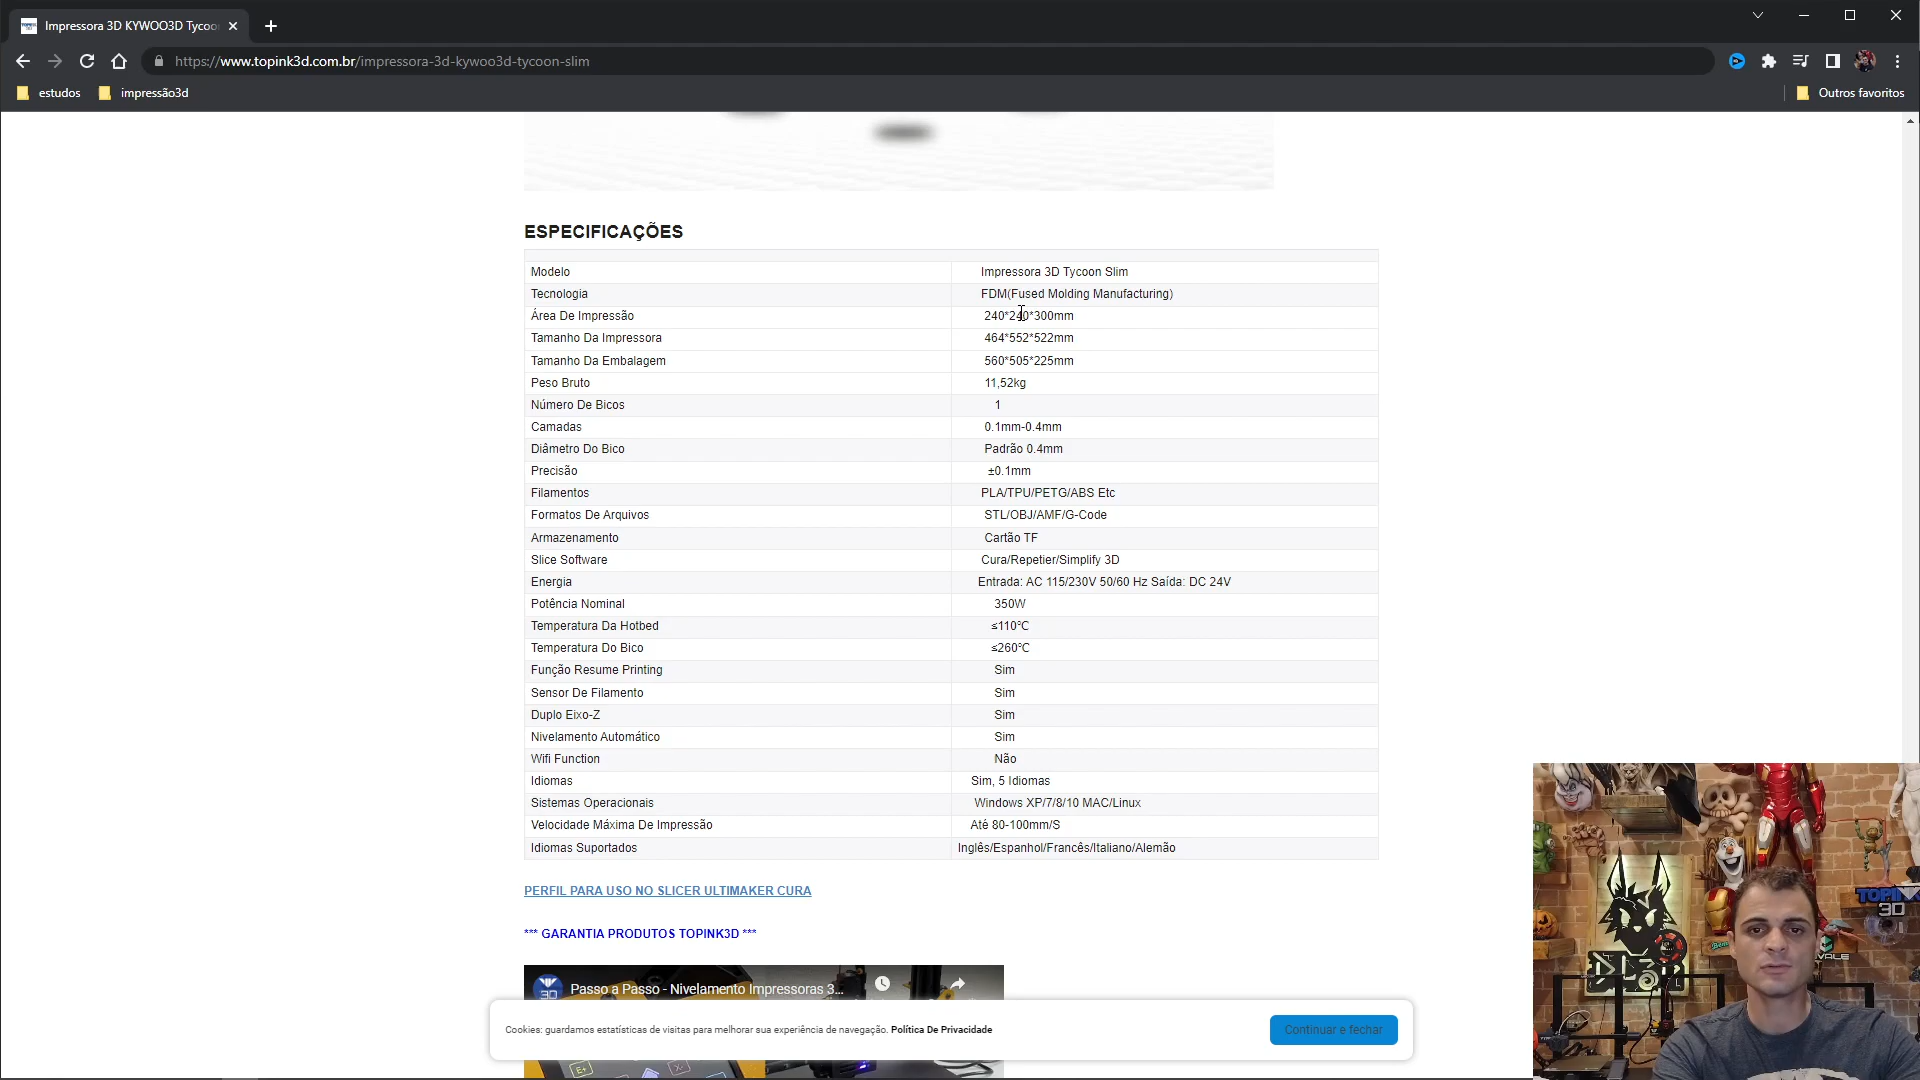 Impressora 3D KYWOO3D Tycoo
https://www.topink3d.com.br/impressora-3d-kywoo3d-tycoon-slim
estudos
impressão3d
Outros favoritos
ESPECIFICAÇÕES
Modelo Impressora 3D Tycoon Slim
Tecnologia FDM(Fused Molding Manufacturing)
Área De Impressão 240*240*300mm
Tamanho Da Impressora 464*552*522mm
Tamanho Da Embalagem 560*505*225mm
Peso Bruto 11,52kg
Número De Bicos 1
Camadas 0.1mm-0.4mm
Diâmetro Do Bico Padrão 0.4mm
Precisão ±0.1mm
Filamentos PLA/TPU/PETG/ABS Etc
Formatos De Arquivos STL/OBJ/AMF/G-Code
Armazenamento Cartão TF
Slice Software Cura/Repetier/Simplify 3D
Energia Entrada: AC 115/230V 50/60 Hz Saída: DC 24V
Potência Nominal 350W
Temperatura Da Hotbed ≤110℃
Temperatura Do Bico ≤260℃
Função Resume Printing Sim
Sensor De Filamento Sim
Duplo Eixo-Z Sim
Nivelamento Automático Sim
Wifi Function Não
Idiomas Sim, 5 Idiomas
Sistemas Operacionais Windows XP/7/8/10 MAC/Linux
Velocidade Máxima De Impressão Até 80-100mm/S
Idiomas Suportados Inglês/Espanhol/Francês/Italiano/Alemão
PERFIL PARA USO NO SLICER ULTIMAKER CURA
*** GARANTIA PRODUTOS TOPINK3D ***
Passo a Passo - Nivelamento Impressoras 3...
Cookies: guardamos estatísticas de visitas para melhorar sua experiência de navegação. Política De Privacidade
Continuar e fechar
TOPINK
3D